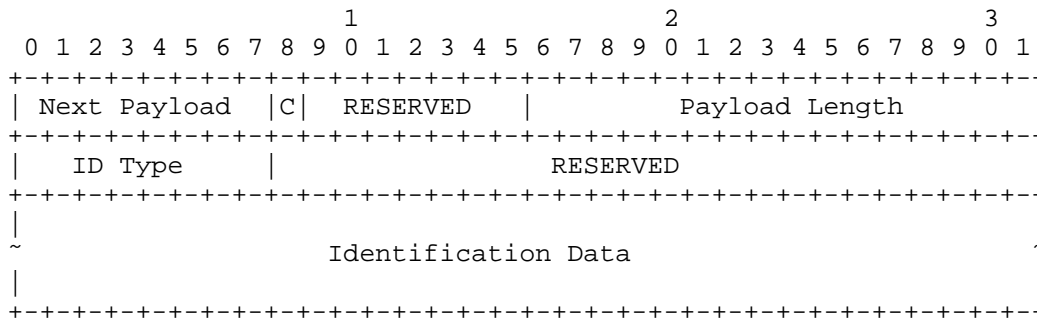 1                   2                   3
 0 1 2 3 4 5 6 7 8 9 0 1 2 3 4 5 6 7 8 9 0 1 2 3 4 5 6 7 8 9 0 1
+-+-+-+-+-+-+-+-+-+-+-+-+-+-+-+-+-+-+-+-+-+-+-+-+-+-+-+-+-+-+-+-
| Next Payload  |C|  RESERVED   |         Payload Length
+-+-+-+-+-+-+-+-+-+-+-+-+-+-+-+-+-+-+-+-+-+-+-+-+-+-+-+-+-+-+-+-
|   ID Type     |                 RESERVED
+-+-+-+-+-+-+-+-+-+-+-+-+-+-+-+-+-+-+-+-+-+-+-+-+-+-+-+-+-+-+-+-
|
~                   Identification Data                         ~
|
+-+-+-+-+-+-+-+-+-+-+-+-+-+-+-+-+-+-+-+-+-+-+-+-+-+-+-+-+-+-+-+-